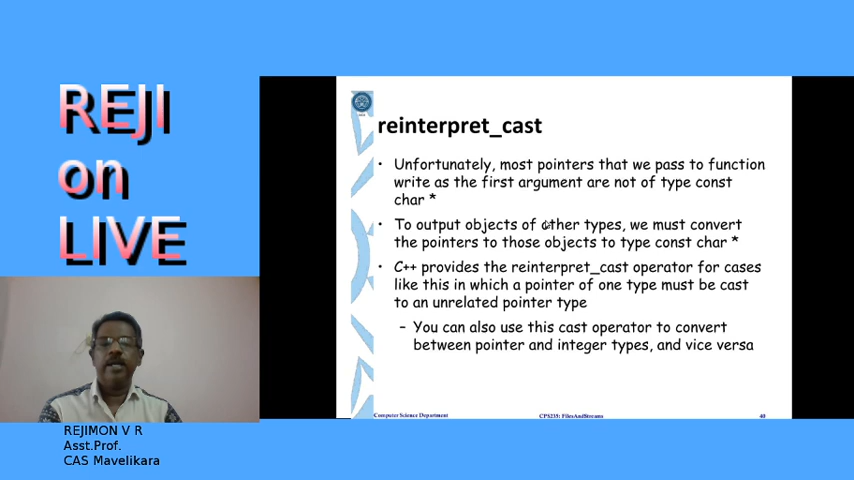 REJI
on
LIVE
REJIMON V R
Asst.Prof.
CAS Mavelikara
reinterpret_cast
• Unfortunately, most pointers that we pass to function
write as the first argument are not of type const
char *
• To output objects of other types, we must convert
the pointers to those objects to type const char *
• C++ provides the reinterpret_cast operator for cases
like this in which a pointer of one type must be cast
to an unrelated pointer type
– You can also use this cast operator to convert
between pointer and integer types, and vice versa
Computer Science Department
CPS235: FilesAndStreams
40